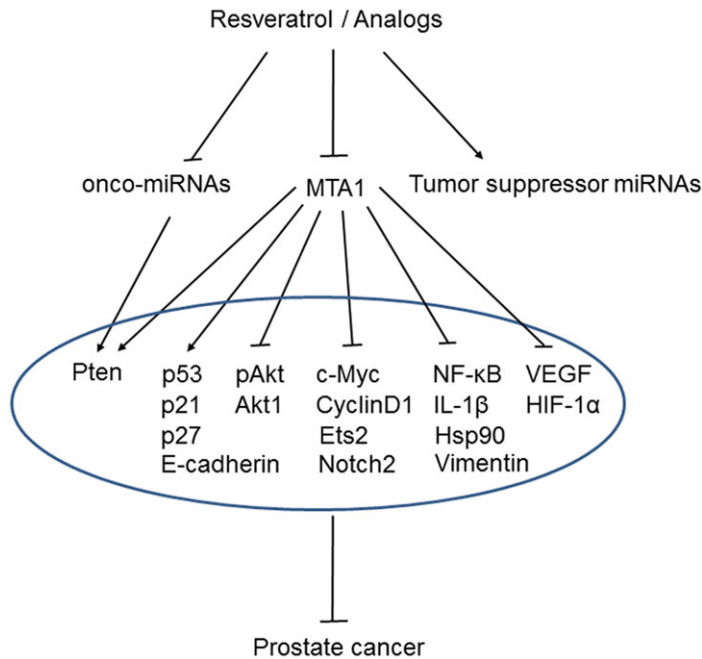 Resveratrol / Analogs
onco-miRNAs
MTA1
Tumor suppressor miRNAs
Pten
p53
p21
p27
E-cadherin
pAkt
Akt1
c-Myc
CyclinD1
Ets2
Notch2
NF-κB
IL-1β
Hsp90
Vimentin
VEGF
HIF-1α
Prostate cancer